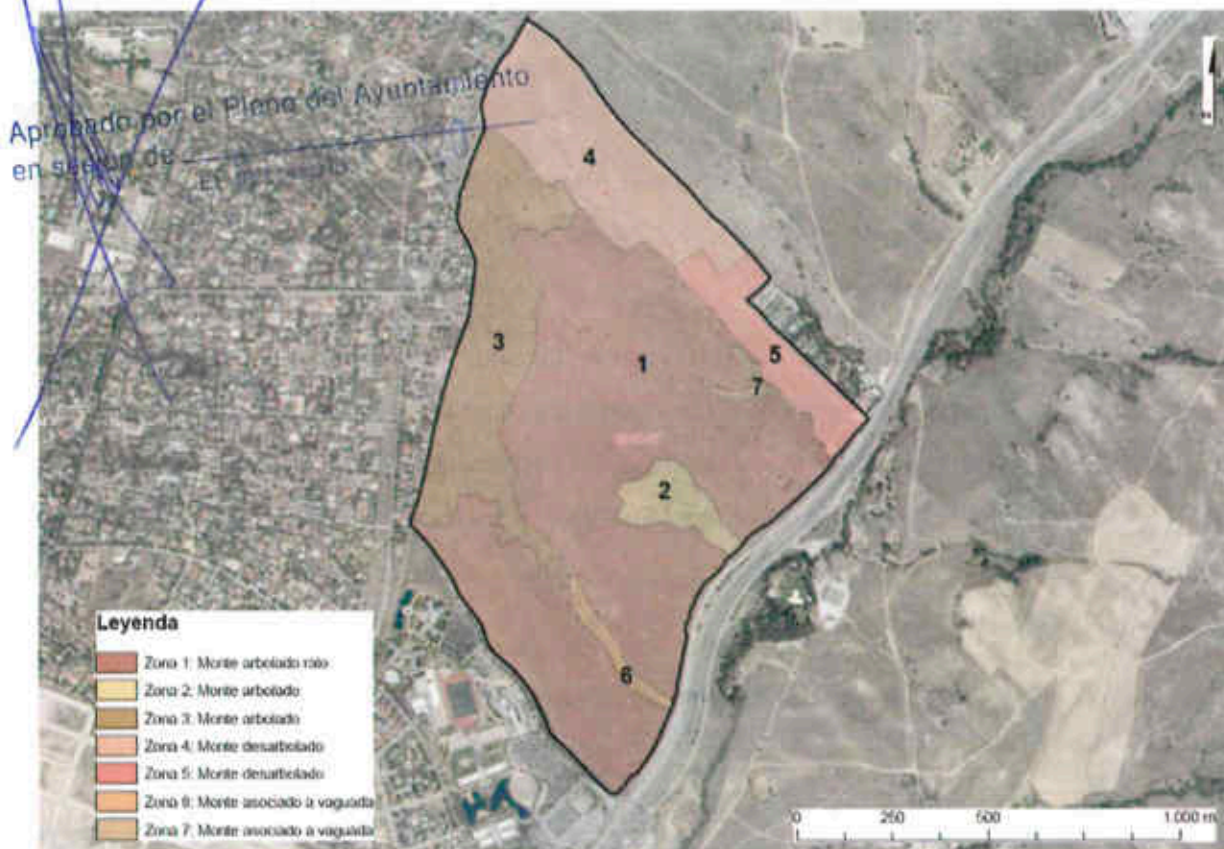 Aprobado por el Pleno del Ayuntamiento
en sesión de
4
3
1
5
7
2
6
Leyenda
Zona 1: Monte arbolado ralo
Zona 2: Monte arbolado
Zona 3: Monte arbolado
Zona 4: Monte desarbolado
Zona 5: Monte desarbolado
Zona 6: Monte asociado a vaguada
Zona 7: Monte asociado a vaguada
0 250 500 1.000 m